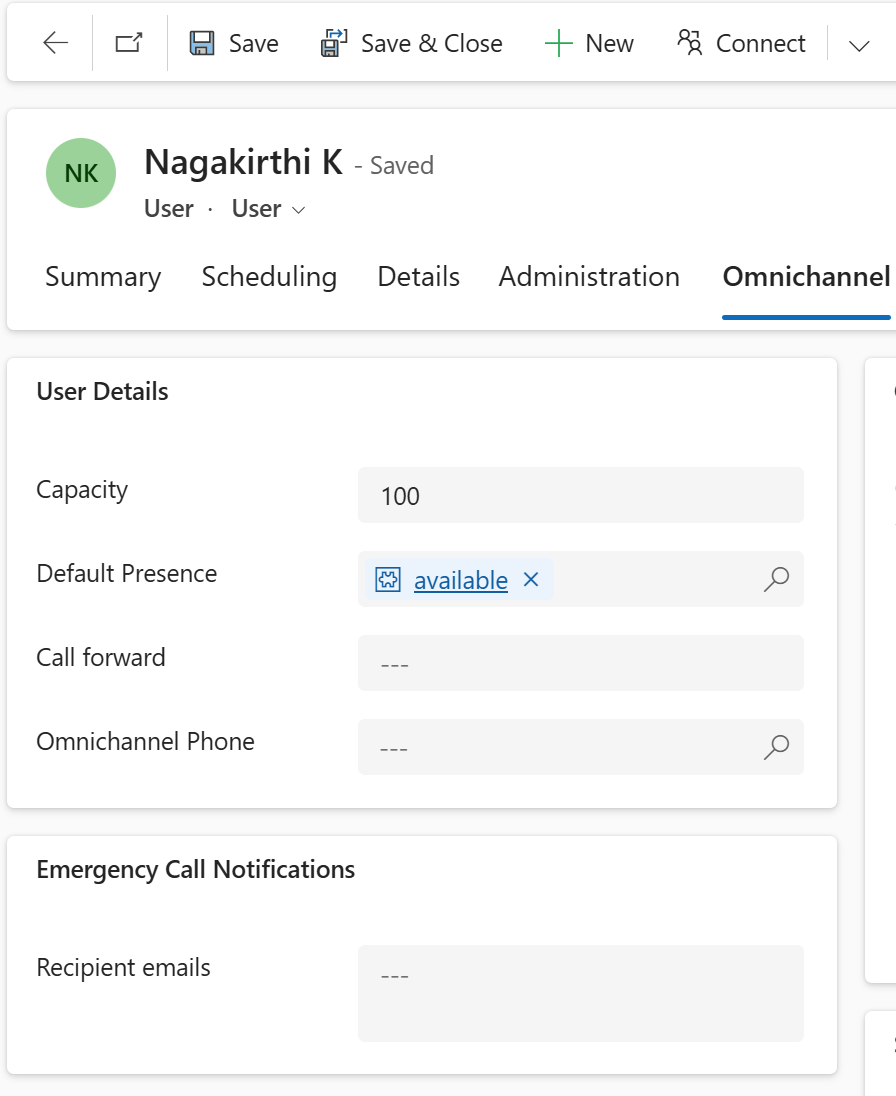 Save Save & Close New Connect
NK
Nagakirthi K - Saved
User · User
Summary Scheduling Details Administration Omnichannel
User Details
Capacity 100
Default Presence available
Call forward ---
Omnichannel Phone ---
Emergency Call Notifications
Recipient emails ---